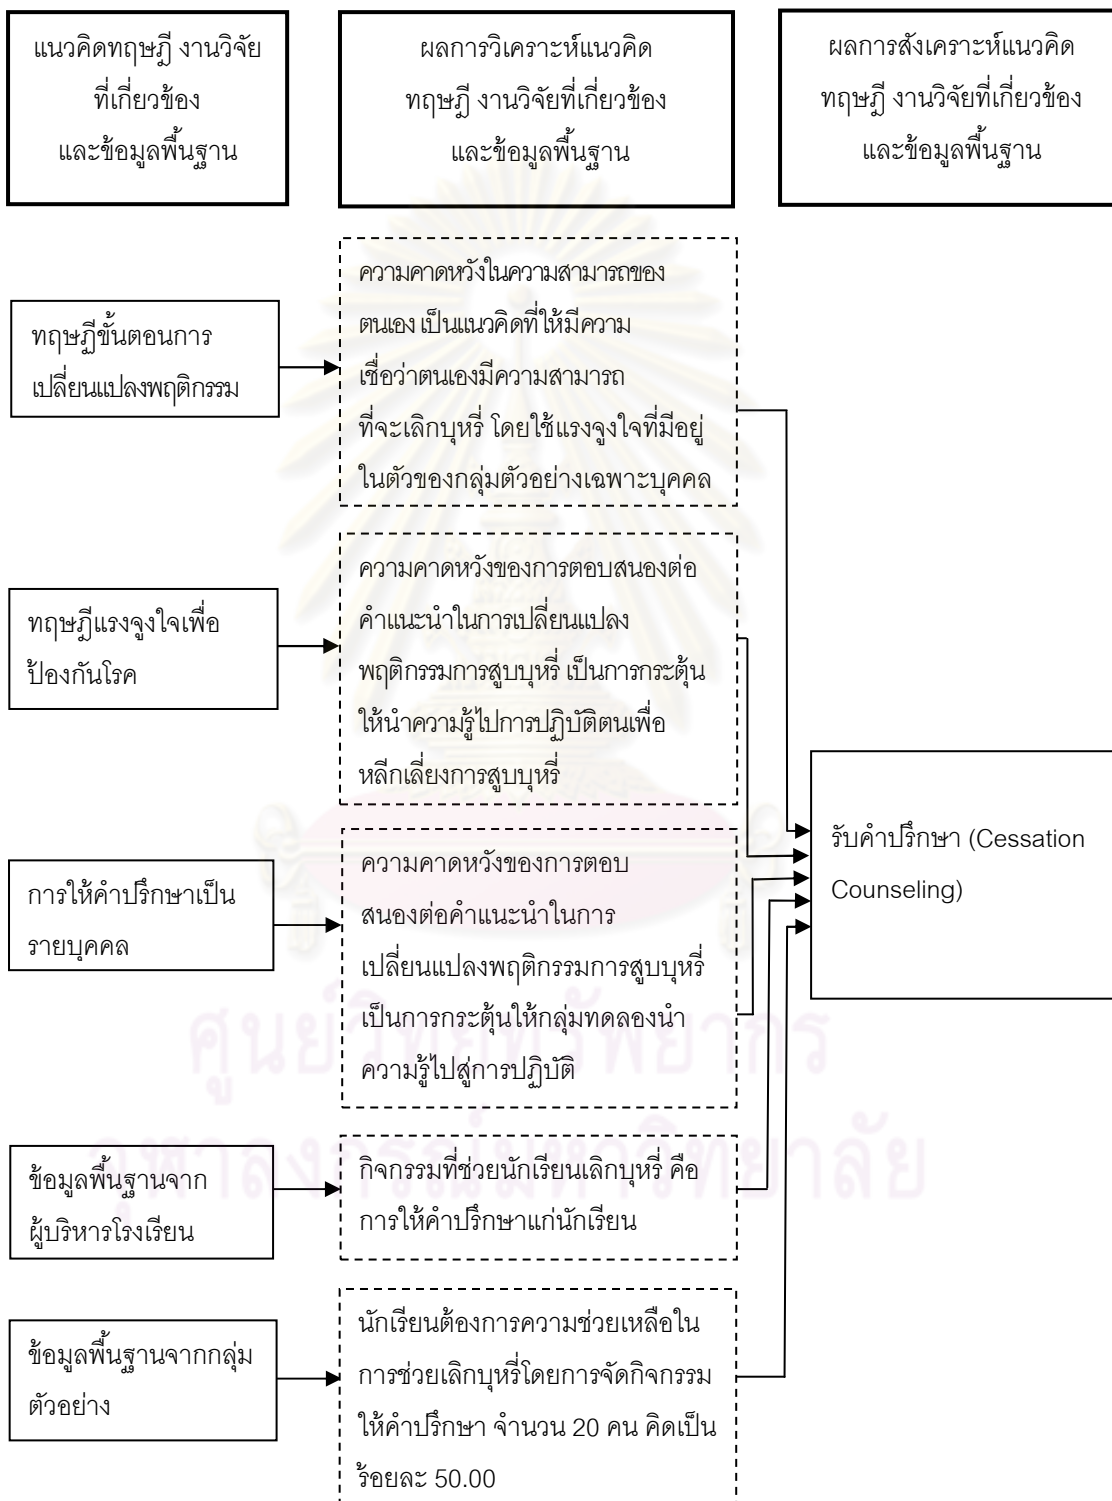 แนวคิดทฤษฎี งานวิจัย
ที่เกี่ยวข้อง
และข้อมูลพื้นฐาน
ผลการวิเคราะห์แนวคิด
ทฤษฎี งานวิจัยที่เกี่ยวข้อง
และข้อมูลพื้นฐาน
ผลการสังเคราะห์แนวคิด
ทฤษฎี งานวิจัยที่เกี่ยวข้อง
และข้อมูลพื้นฐาน
ทฤษฎีขั้นตอนการ
เปลี่ยนแปลงพฤติกรรม
ความคาดหวังในความสามารถของ
ตนเอง เป็นแนวคิดที่ให้มีความ
เชื่อว่าตนเองมีความสามารถ
ที่จะเลิกบุหรี่ โดยใช้แรงจูงใจที่มีอยู่
ในตัวของกลุ่มตัวอย่างเฉพาะบุคคล
ทฤษฎีแรงจูงใจเพื่อ
ป้องกันโรค
ความคาดหวังของการตอบสนองต่อ
คำแนะนำในการเปลี่ยนแปลง
พฤติกรรมการสูบบุหรี่ เป็นการกระตุ้น
ให้นำความรู้ไปการปฏิบัติตนเพื่อ
หลีกเลี่ยงการสูบบุหรี่
การให้คำปรึกษาเป็น
รายบุคคล
ความคาดหวังของการตอบ
สนองต่อคำแนะนำในการ
เปลี่ยนแปลงพฤติกรรมการสูบบุหรี่
เป็นการกระตุ้นให้กลุ่มทดลองนำ
ความรู้ไปสู่การปฏิบัติ
รับคำปรึกษา (Cessation
Counseling)
ข้อมูลพื้นฐานจาก
ผู้บริหารโรงเรียน
กิจกรรมที่ช่วยนักเรียนเลิกบุหรี่ คือ
การให้คำปรึกษาแก่นักเรียน
ข้อมูลพื้นฐานจากกลุ่ม
ตัวอย่าง
นักเรียนต้องการความช่วยเหลือใน
การช่วยเลิกบุหรี่โดยการจัดกิจกรรม
ให้คำปรึกษา จำนวน 20 คน คิดเป็น
ร้อยละ 50.00
ศูนย์วิทยทรัพยากร
จุฬาลงกรณ์มหาวิทยาลัย